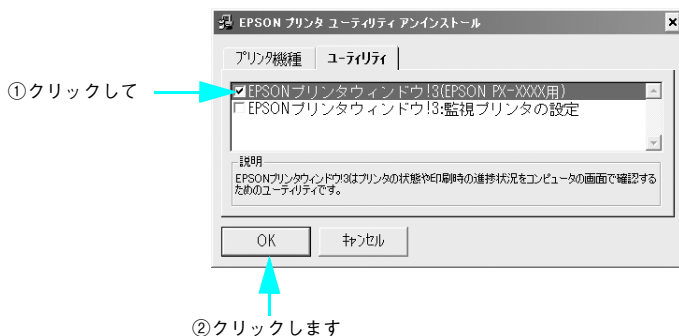 EPSON プリンタ ユーティリティ アンインストール
プリンタ機種 ユーティリティ
①クリックして
EPSONプリンタウィンドウ!3(EPSON PX-XXXX用)
EPSONプリンタウィンドウ!3:監視プリンタの設定
説明
EPSONプリンタウィンドウ!3はプリンタの状態や印刷時の進捗状況をコンピュータの画面で確認する
ためのユーティリティです。
OK キャンセル
②クリックします